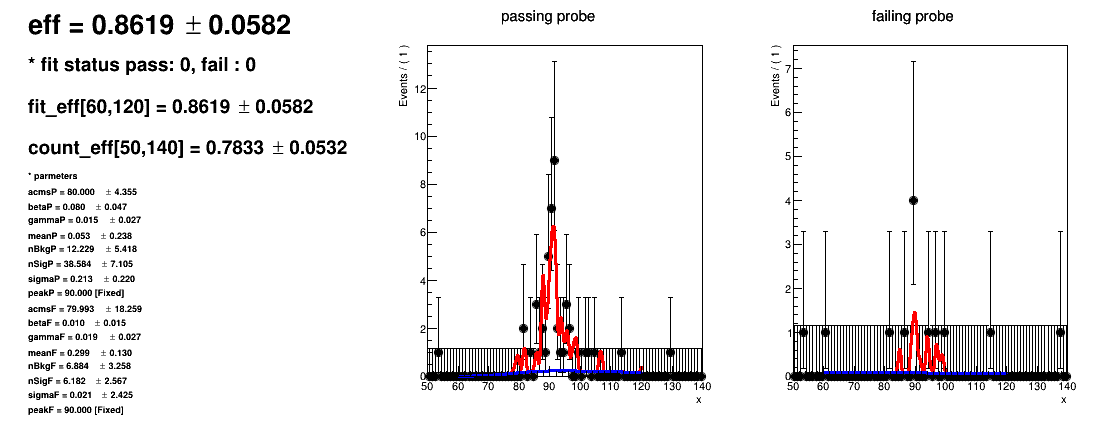 eff = 0.8619 ± 0.0582
* fit status pass: 0, fail : 0
fit_eff[60,120] = 0.8619 ± 0.0582
count_eff[50,140] = 0.7833 ± 0.0532
* parmeters
acmsP = 80.000 ± 4.355
betaP = 0.080 ± 0.047
gammaP = 0.015 ± 0.027
meanP = 0.053 ± 0.238
nBkgP = 12.229 ± 5.418
nSigP = 38.584 ± 7.105
sigmaP = 0.213 ± 0.220
peakP = 90.000 [Fixed]
acmsF = 79.993 ± 18.259
betaF = 0.010 ± 0.015
gammaF = 0.019 ± 0.027
meanF = 0.299 ± 0.130
nBkgF = 6.884 ± 3.258
nSigF = 6.182 ± 2.567
sigmaF = 0.021 ± 2.425
peakF = 90.000 [Fixed]
passing probe
Events / ( 1 )
12
10
8
6
4
2
0
50 60 70 80 90 100 110 120 130 140
x
failing probe
Events / ( 1 )
7
6
5
4
3
2
1
0
50 60 70 80 90 100 110 120 130 140
x